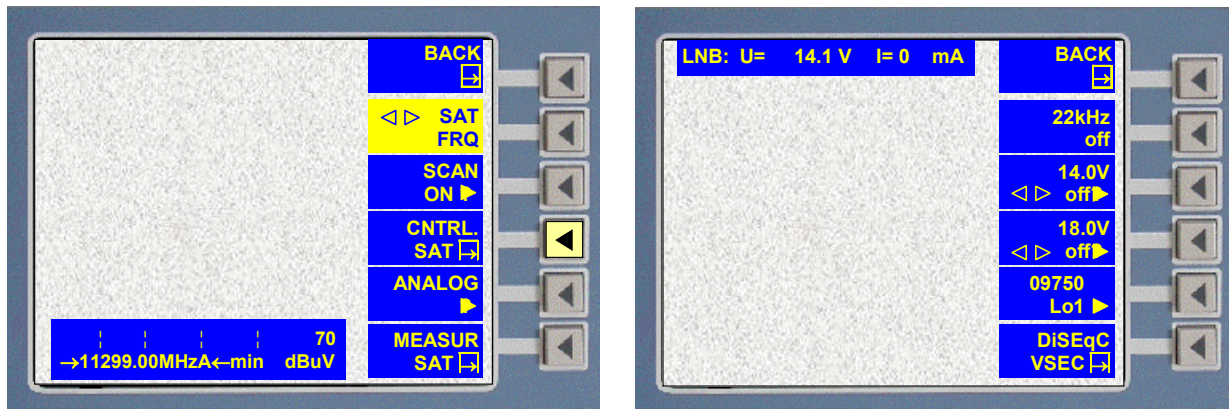 BACK
SAT
FRQ
SCAN
ON
CNTRL.
SAT
ANALOG
MEASUR
SAT
70
→11299.00MHzA←min dBuV
LNB: U= 14.1 V I= 0 mA
BACK
22kHz
off
14.0V
off
18.0V
off
09750
Lo1
DiSEqC
VSEC